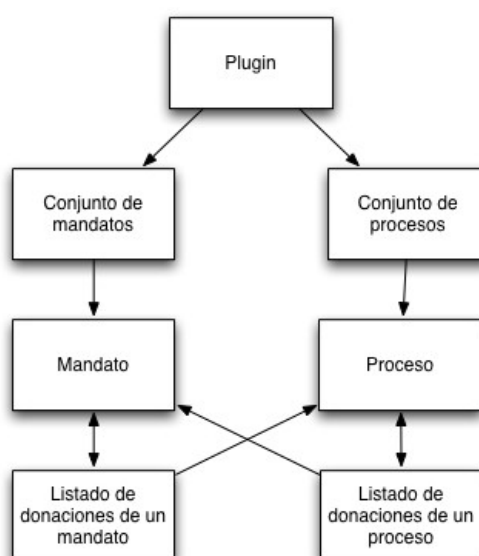 Plugin
Conjunto de
mandatos
Conjunto de
procesos
Mandato
Proceso
Listado de
donaciones de un
mandato
Listado de
donaciones de un
proceso